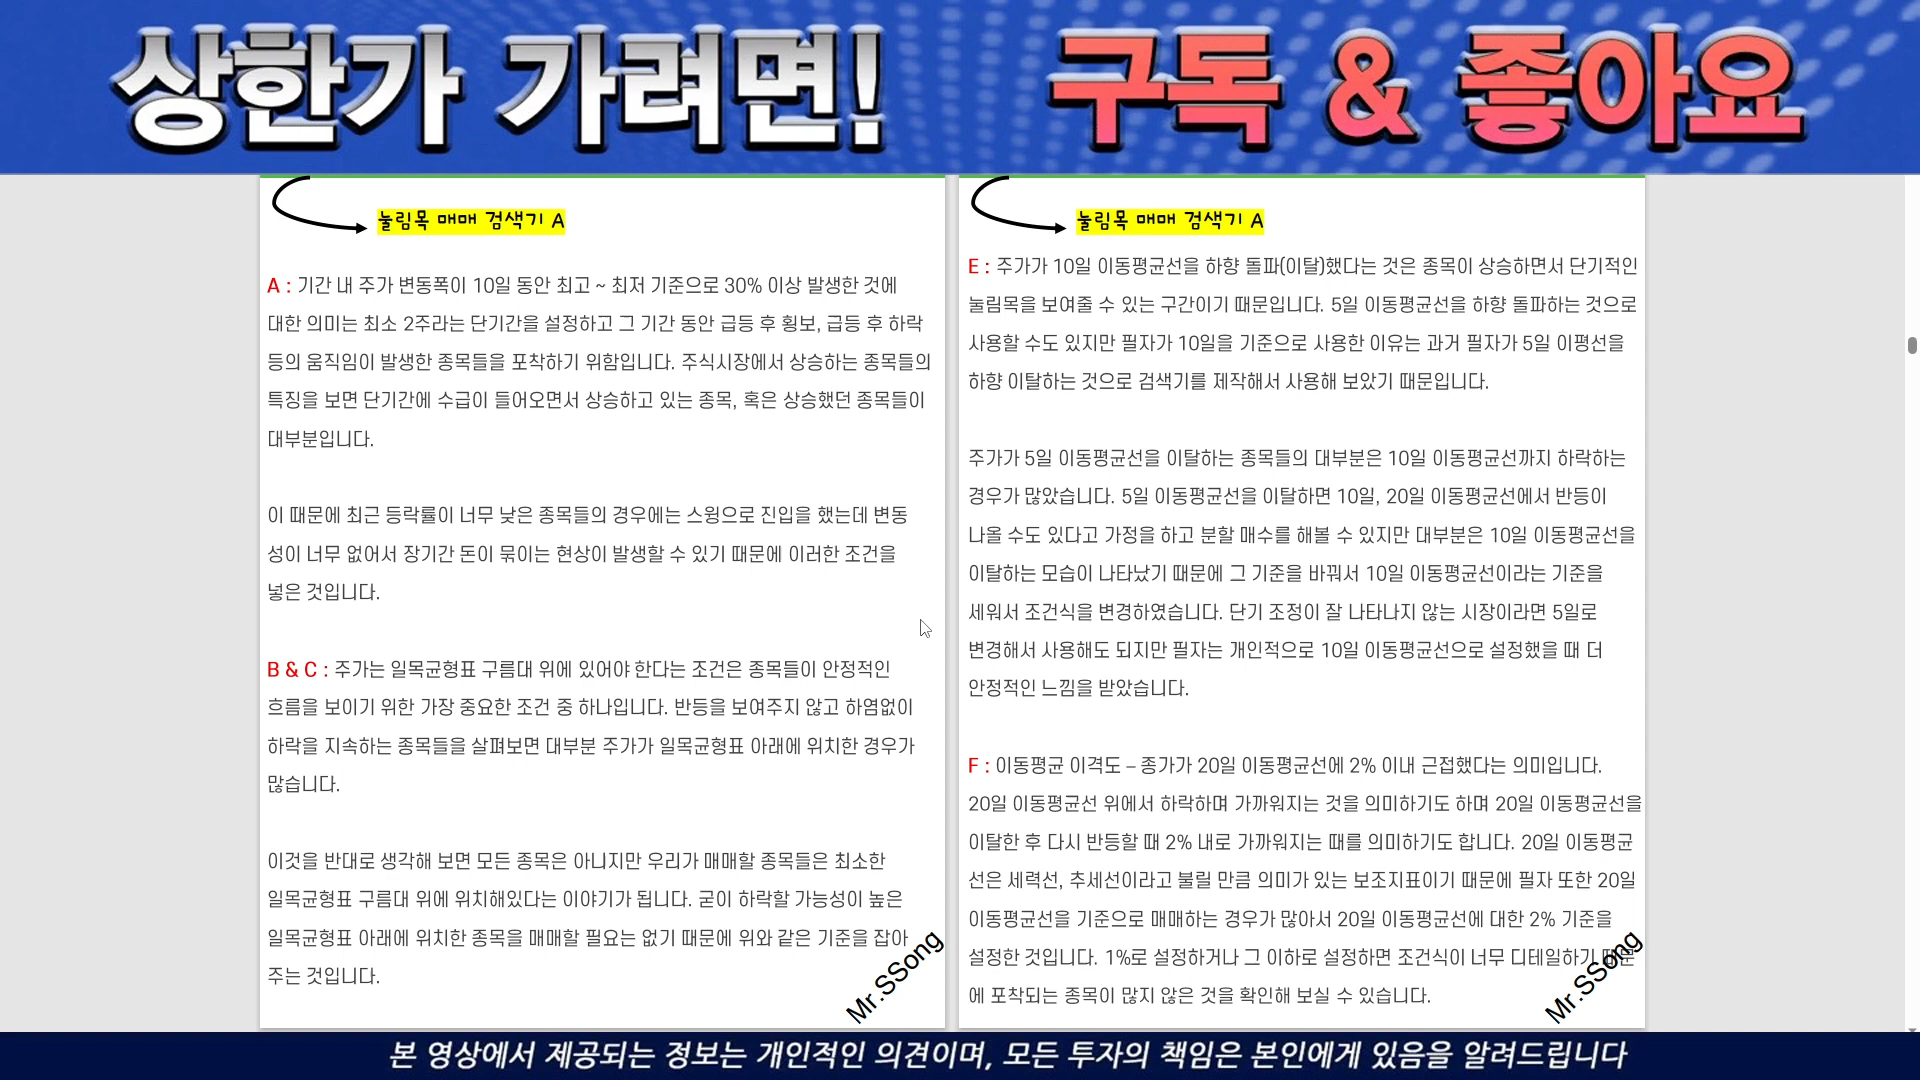 상한가 가려면! 구독 & 좋아요
눌림목 매매 검색기 A
A : 기간 내 주가 변동폭이 10일 동안 최고 ~ 최저 기준으로 30% 이상 발생한 것에
대한 의미는 최소 2주라는 단기간을 설정하고 그 기간 동안 급등 후 횡보, 급등 후 하락
등의 움직임이 발생한 종목들을 포착하기 위함입니다. 주식시장에서 상승하는 종목들의
특징을 보면 단기간에 수급이 들어오면서 상승하고 있는 종목, 혹은 상승했던 종목들이
대부분입니다.
이 때문에 최근 등락률이 너무 낮은 종목들의 경우에는 스윙으로 진입을 했는데 변동
성이 너무 없어서 장기간 돈이 묶이는 현상이 발생할 수 있기 때문에 이러한 조건을
넣은 것입니다.
B & C : 주가는 일목균형표 구름대 위에 있어야 한다는 조건은 종목들이 안정적인
흐름을 보이기 위한 가장 중요한 조건 중 하나입니다. 반등을 보여주지 않고 하염없이
하락을 지속하는 종목들을 살펴보면 대부분 주가가 일목균형표 아래에 위치한 경우가
많습니다.
이것을 반대로 생각해 보면 모든 종목은 아니지만 우리가 매매할 종목들은 최소한
일목균형표 구름대 위에 위치해있다는 이야기가 됩니다. 굳이 하락할 가능성이 높은
일목균형표 아래에 위치한 종목을 매매할 필요는 없기 때문에 위와 같은 기준을 잡아
주는 것입니다.
Mr.SSong
눌림목 매매 검색기 A
E : 주가가 10일 이동평균선을 하향 돌파(이탈)했다는 것은 종목이 상승하면서 단기적인
눌림목을 보여줄 수 있는 구간이기 때문입니다. 5일 이동평균선을 하향 돌파하는 것으로
사용할 수도 있지만 필자가 10일을 기준으로 사용한 이유는 과거 필자가 5일 이평선을
하향 이탈하는 것으로 검색기를 제작해서 사용해 보았기 때문입니다.
주가가 5일 이동평균선을 이탈하는 종목들의 대부분은 10일 이동평균선까지 하락하는
경우가 많았습니다. 5일 이동평균선을 이탈하면 10일, 20일 이동평균선에서 반등이
나올 수도 있다고 가정을 하고 분할 매수를 해볼 수 있지만 대부분은 10일 이동평균선을
이탈하는 모습이 나타났기 때문에 그 기준을 바꿔서 10일 이동평균선이라는 기준을
세워서 조건식을 변경하였습니다. 단기 조정이 잘 나타나지 않는 시장이라면 5일로
변경해서 사용해도 되지만 필자는 개인적으로 10일 이동평균선으로 설정했을 때 더
안정적인 느낌을 받았습니다.
F : 이동평균 이격도 – 종가가 20일 이동평균선에 2% 이내 근접했다는 의미입니다.
20일 이동평균선 위에서 하락하며 가까워지는 것을 의미하기도 하며 20일 이동평균선을
이탈한 후 다시 반등할 때 2% 내로 가까워지는 때를 의미하기도 합니다. 20일 이동평균
선은 세력선, 추세선이라고 불릴 만큼 의미가 있는 보조지표이기 때문에 필자 또한 20일
이동평균선을 기준으로 매매하는 경우가 많아서 20일 이동평균선에 대한 2% 기준을
설정한 것입니다. 1%로 설정하거나 그 이하로 설정하면 조건식이 너무 디테일하기 때문
에 포착되는 종목이 많지 않은 것을 확인해 보실 수 있습니다.
Mr.SSong
본 영상에서 제공되는 정보는 개인적인 의견이며, 모든 투자의 책임은 본인에게 있음을 알려드립니다